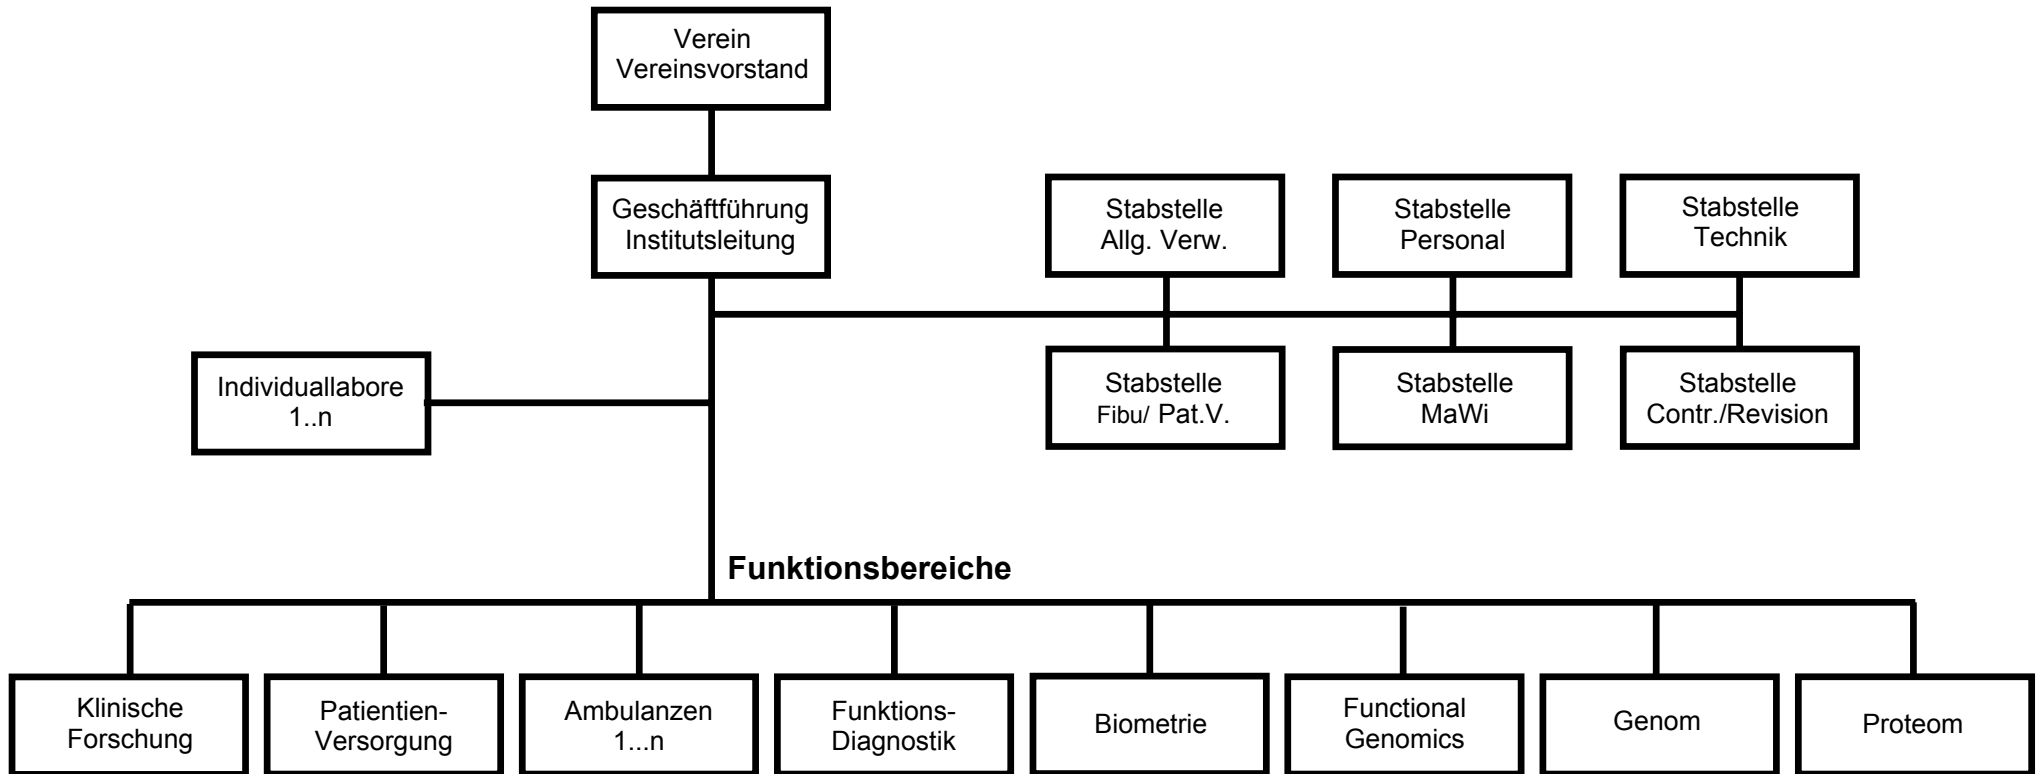 Verein
Vereinsvorstand
Geschäftführung
Institutsleitung
Stabstelle
Allg. Verw.
Stabstelle
Personal
Stabstelle
Technik
Individuallabore
1..n
Stabstelle
Fibu/ Pat.V.
Stabstelle
MaWi
Stabstelle
Contr./Revision
Funktionsbereiche
Klinische
Forschung
Patientien-
Versorgung
Ambulanzen
1...n
Funktions-
Diagnostik
Biometrie
Functional
Genomics
Genom
Proteom